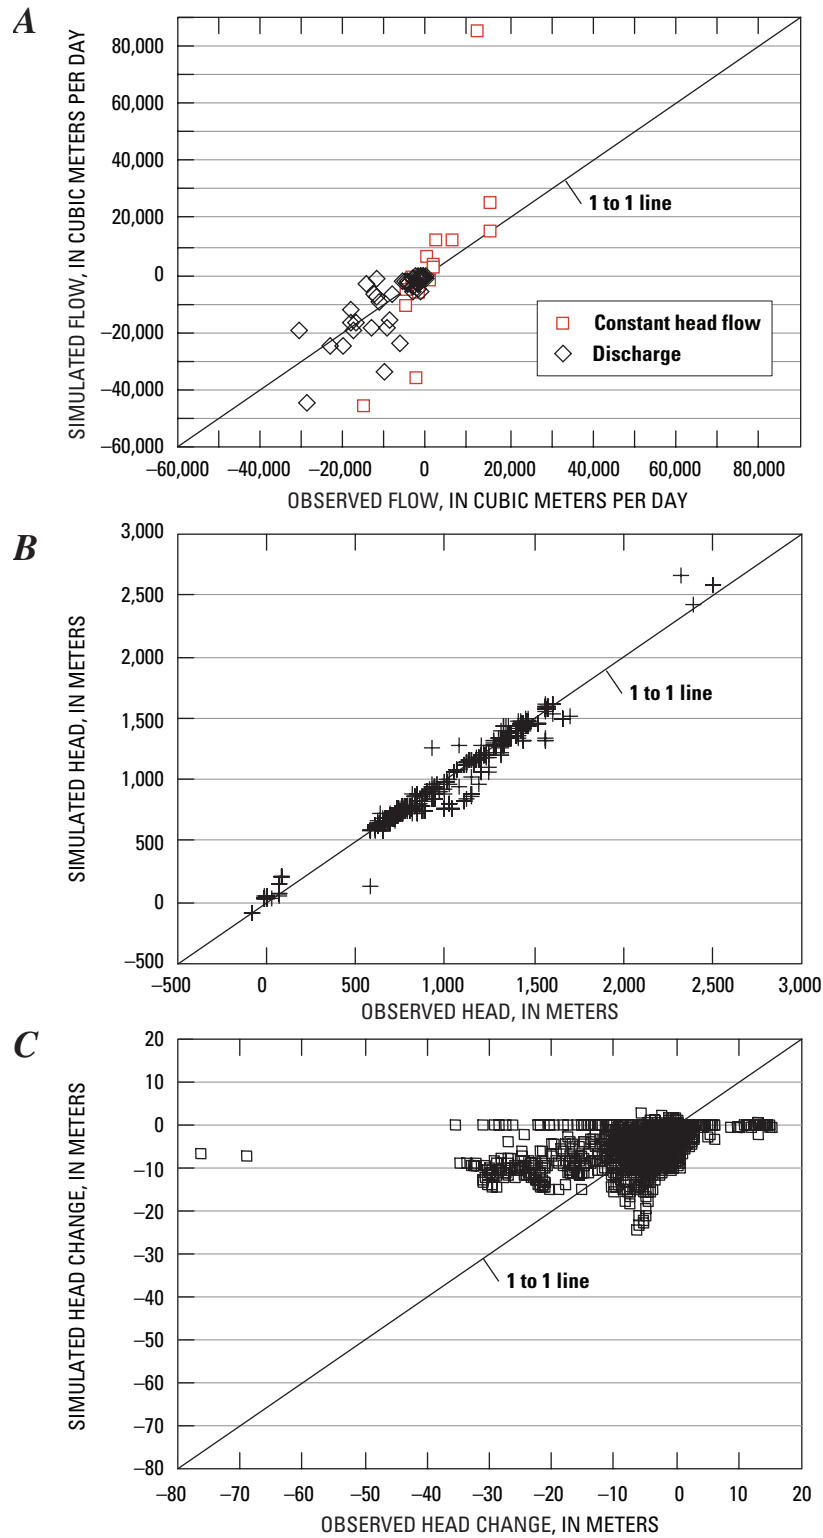 A
SIMULATED FLOW, IN CUBIC METERS PER DAY
80,000
60,000
40,000
20,000
0
−20,000
−40,000
−60,000
1 to 1 line
Constant head flow
Discharge
−60,000 −40,000 −20,000 0 20,000 40,000 60,000 80,000
OBSERVED FLOW, IN CUBIC METERS PER DAY
B
SIMULATED HEAD, IN METERS
3,000
2,500
2,000
1,500
1,000
500
0
−500
1 to 1 line
−500 0 500 1,000 1,500 2,000 2,500 3,000
OBSERVED HEAD, IN METERS
C
SIMULATED HEAD CHANGE, IN METERS
20
10
0
−10
−20
−30
−40
−50
−60
−70
−80
1 to 1 line
−80 −70 −60 −50 −40 −30 −20 −10 0 10 20
OBSERVED HEAD CHANGE, IN METERS